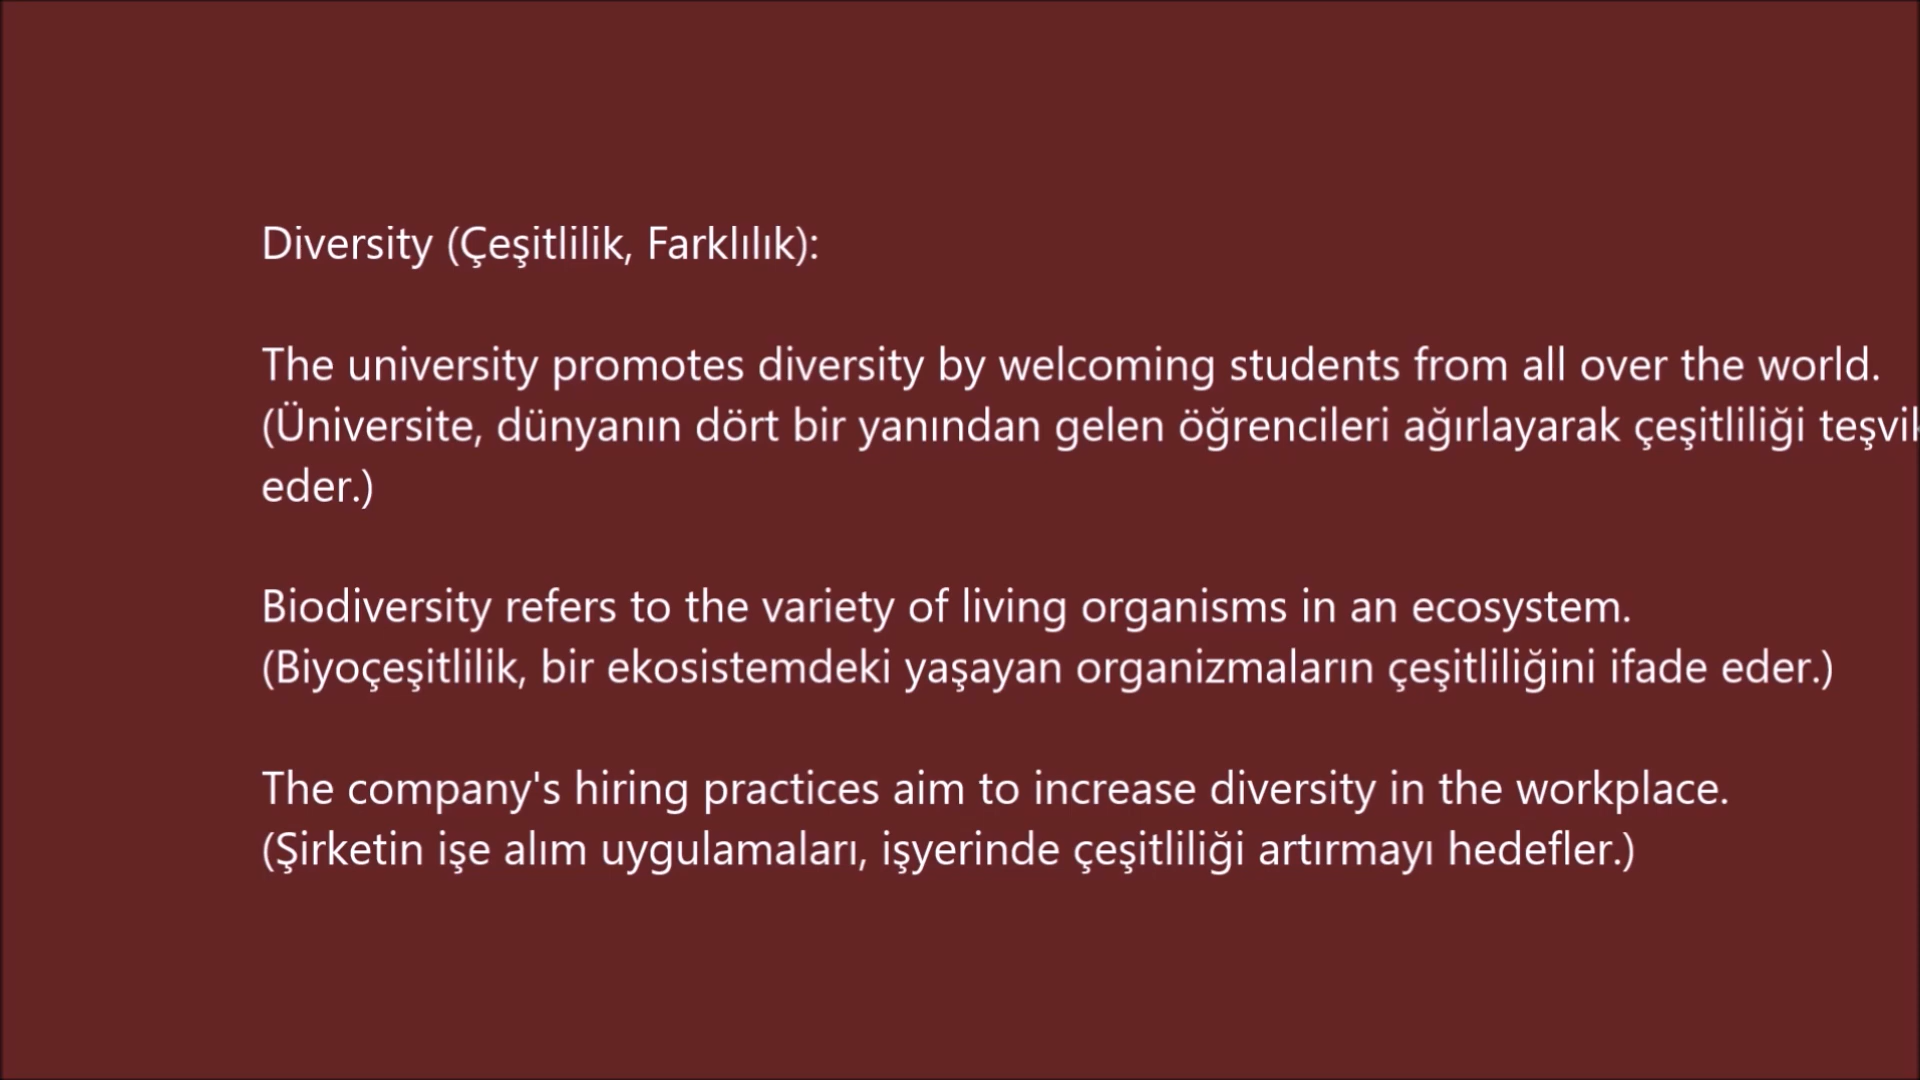 Diversity (Çeşitlilik, Farklılık):
The university promotes diversity by welcoming students from all over the world.
(Üniversite, dünyanın dört bir yanından gelen öğrencileri ağırlayarak çeşitliliği teşvik
eder.)
Biodiversity refers to the variety of living organisms in an ecosystem.
(Biyoçeşitlilik, bir ekosistemdeki yaşayan organizmaların çeşitliliğini ifade eder.)
The company's hiring practices aim to increase diversity in the workplace.
(Şirketin işe alım uygulamaları, işyerinde çeşitliliği artırmayı hedefler.)